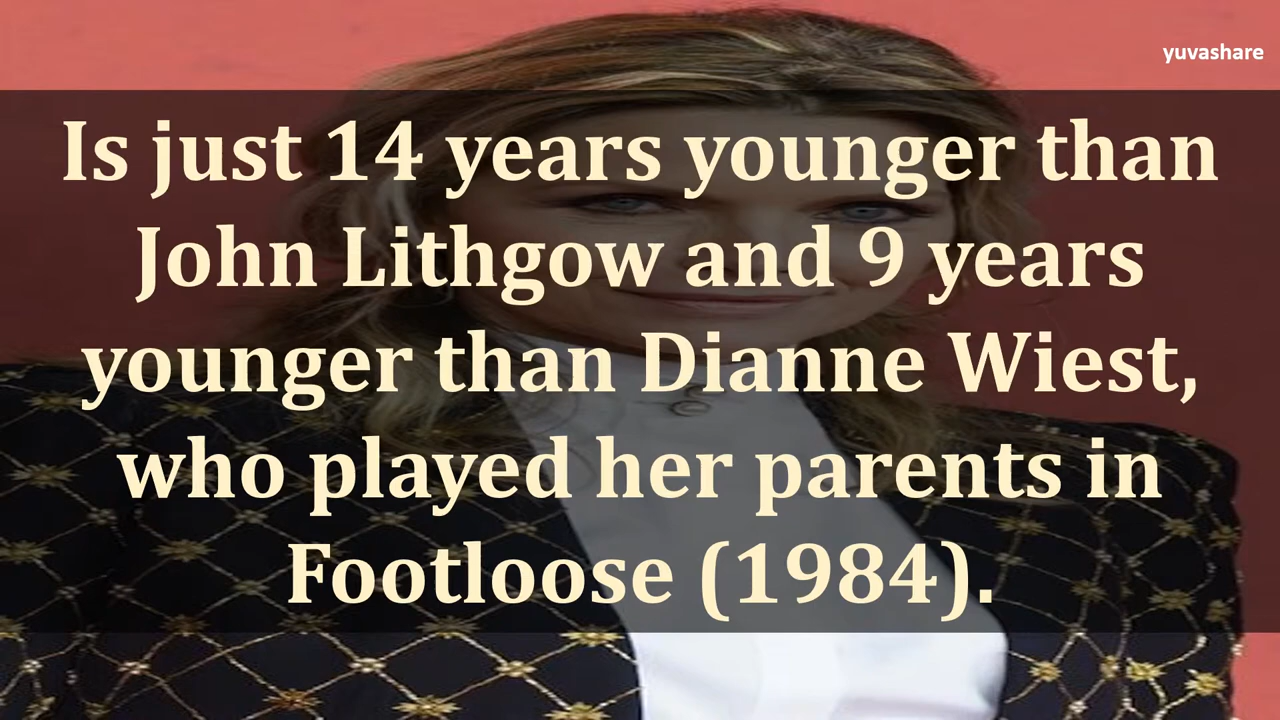 yuvashare
Is just 14 years younger than
John Lithgow and 9 years
younger than Dianne Wiest,
who played her parents in
Footloose (1984).